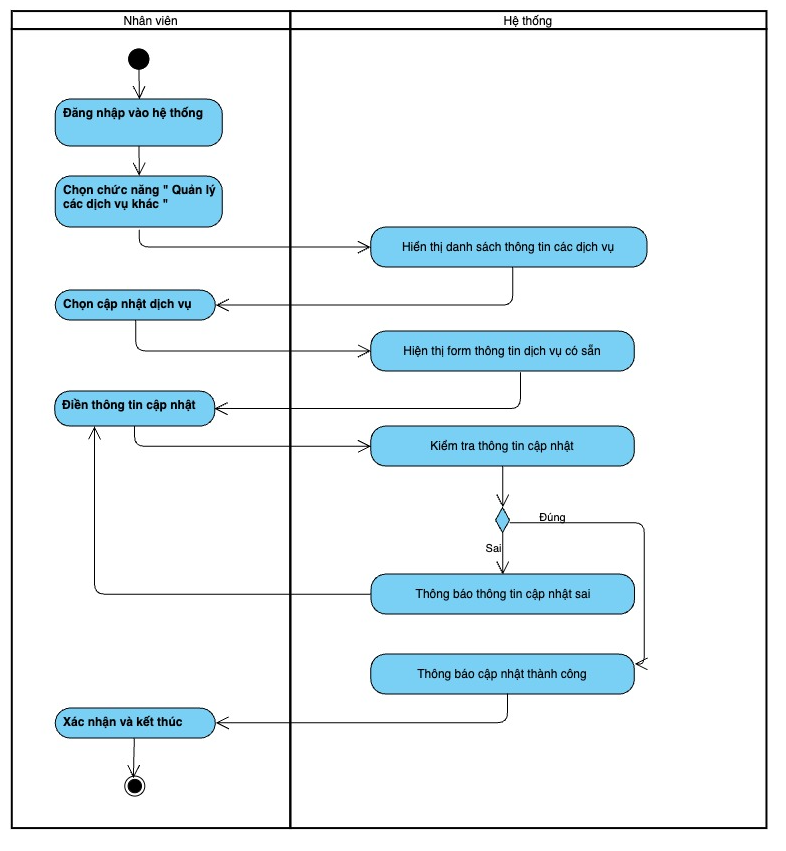 Nhân viên
Hệ thống
Đăng nhập vào hệ thống
Chọn chức năng " Quản lý
các dịch vụ khác "
Hiển thị danh sách thông tin các dịch vụ
Chọn cập nhật dịch vụ
Hiện thị form thông tin dịch vụ có sẵn
Điền thông tin cập nhật
Kiểm tra thông tin cập nhật
Đúng
Sai
Thông báo thông tin cập nhật sai
Thông báo cập nhật thành công
Xác nhận và kết thúc